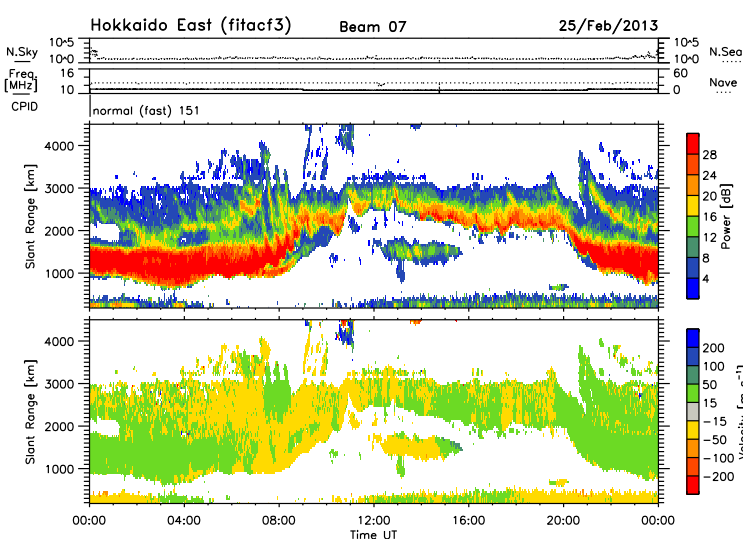 Hokkaido East (fitacf3) Beam 07 25/Feb/2013
N.Sky 10^5 10^0 10^5 10^0 N.Sea
Freq. [MHz] 16 10 60 0 Nave
CPID normal (fast) 151
Slant Range [km] 4000 3000 2000 1000
28 24 20 16 12 8 4 Power [dB]
Slant Range [km] 4000 3000 2000 1000
200 100 50 15 −15 −50 −100 −200 Velocity
00:00 04:00 08:00 12:00 16:00 20:00 00:00
Time UT